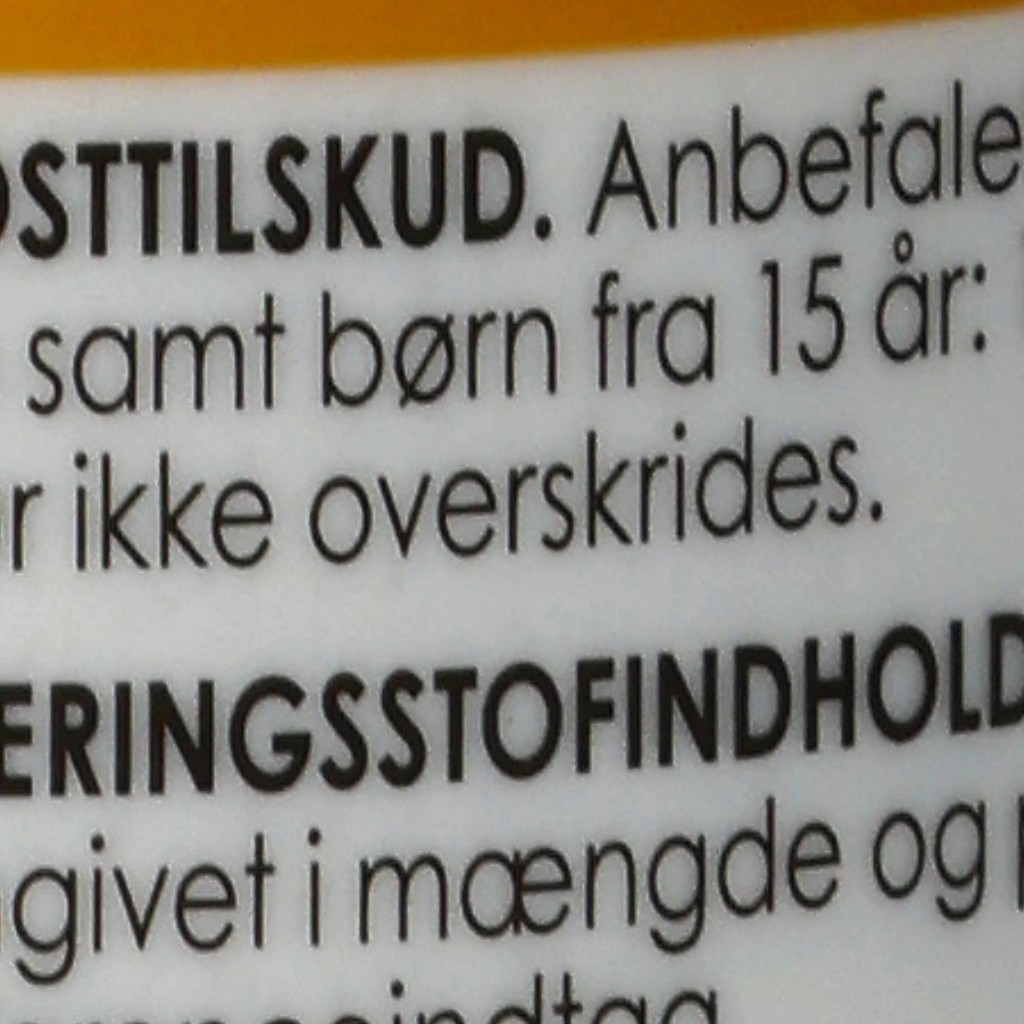 OSTTILSKUD. Anbefale
samt børn fra 15 år:
r ikke overskrides.
ERINGSSTOFINDHOLD
givet i mængde og